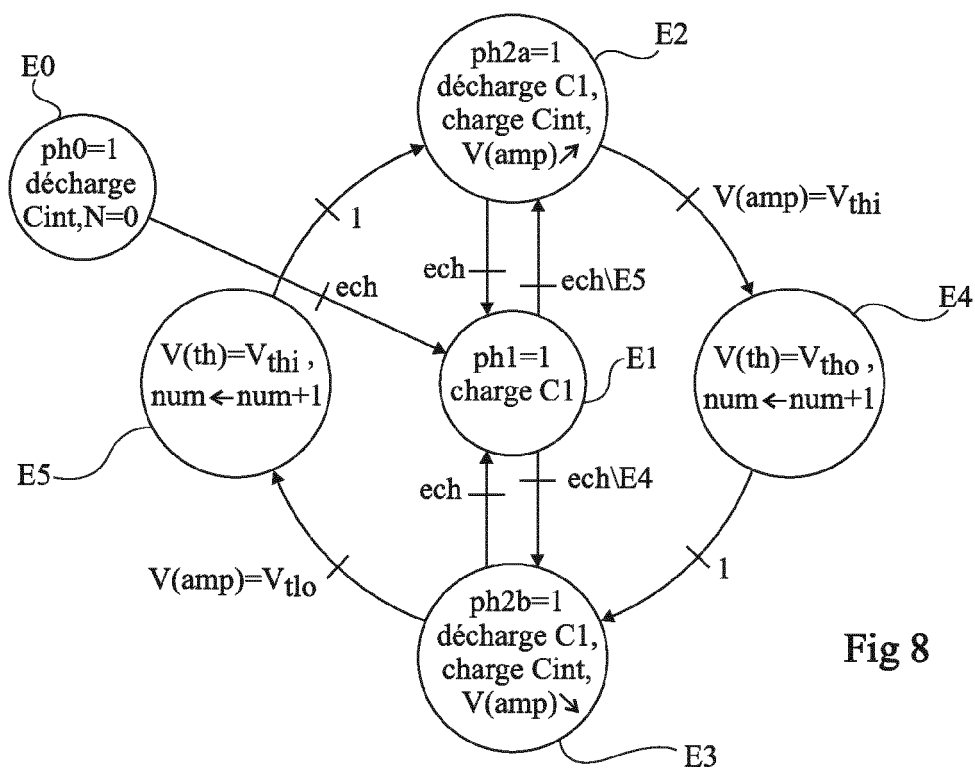 E0
ph0=1
décharge
Cint,N=0
E2
ph2a=1
décharge C1,
charge Cint,
V(amp)↗
1
V(amp)=Vthi
ech
ech
ech\E5
E4
V(th)=Vthi ,
num←num+1
E5
ph1=1
charge C1
E1
V(th)=Vtho ,
num←num+1
ech
ech\E4
V(amp)=Vtlo
1
ph2b=1
décharge C1,
charge Cint,
V(amp)↘
E3
Fig 8